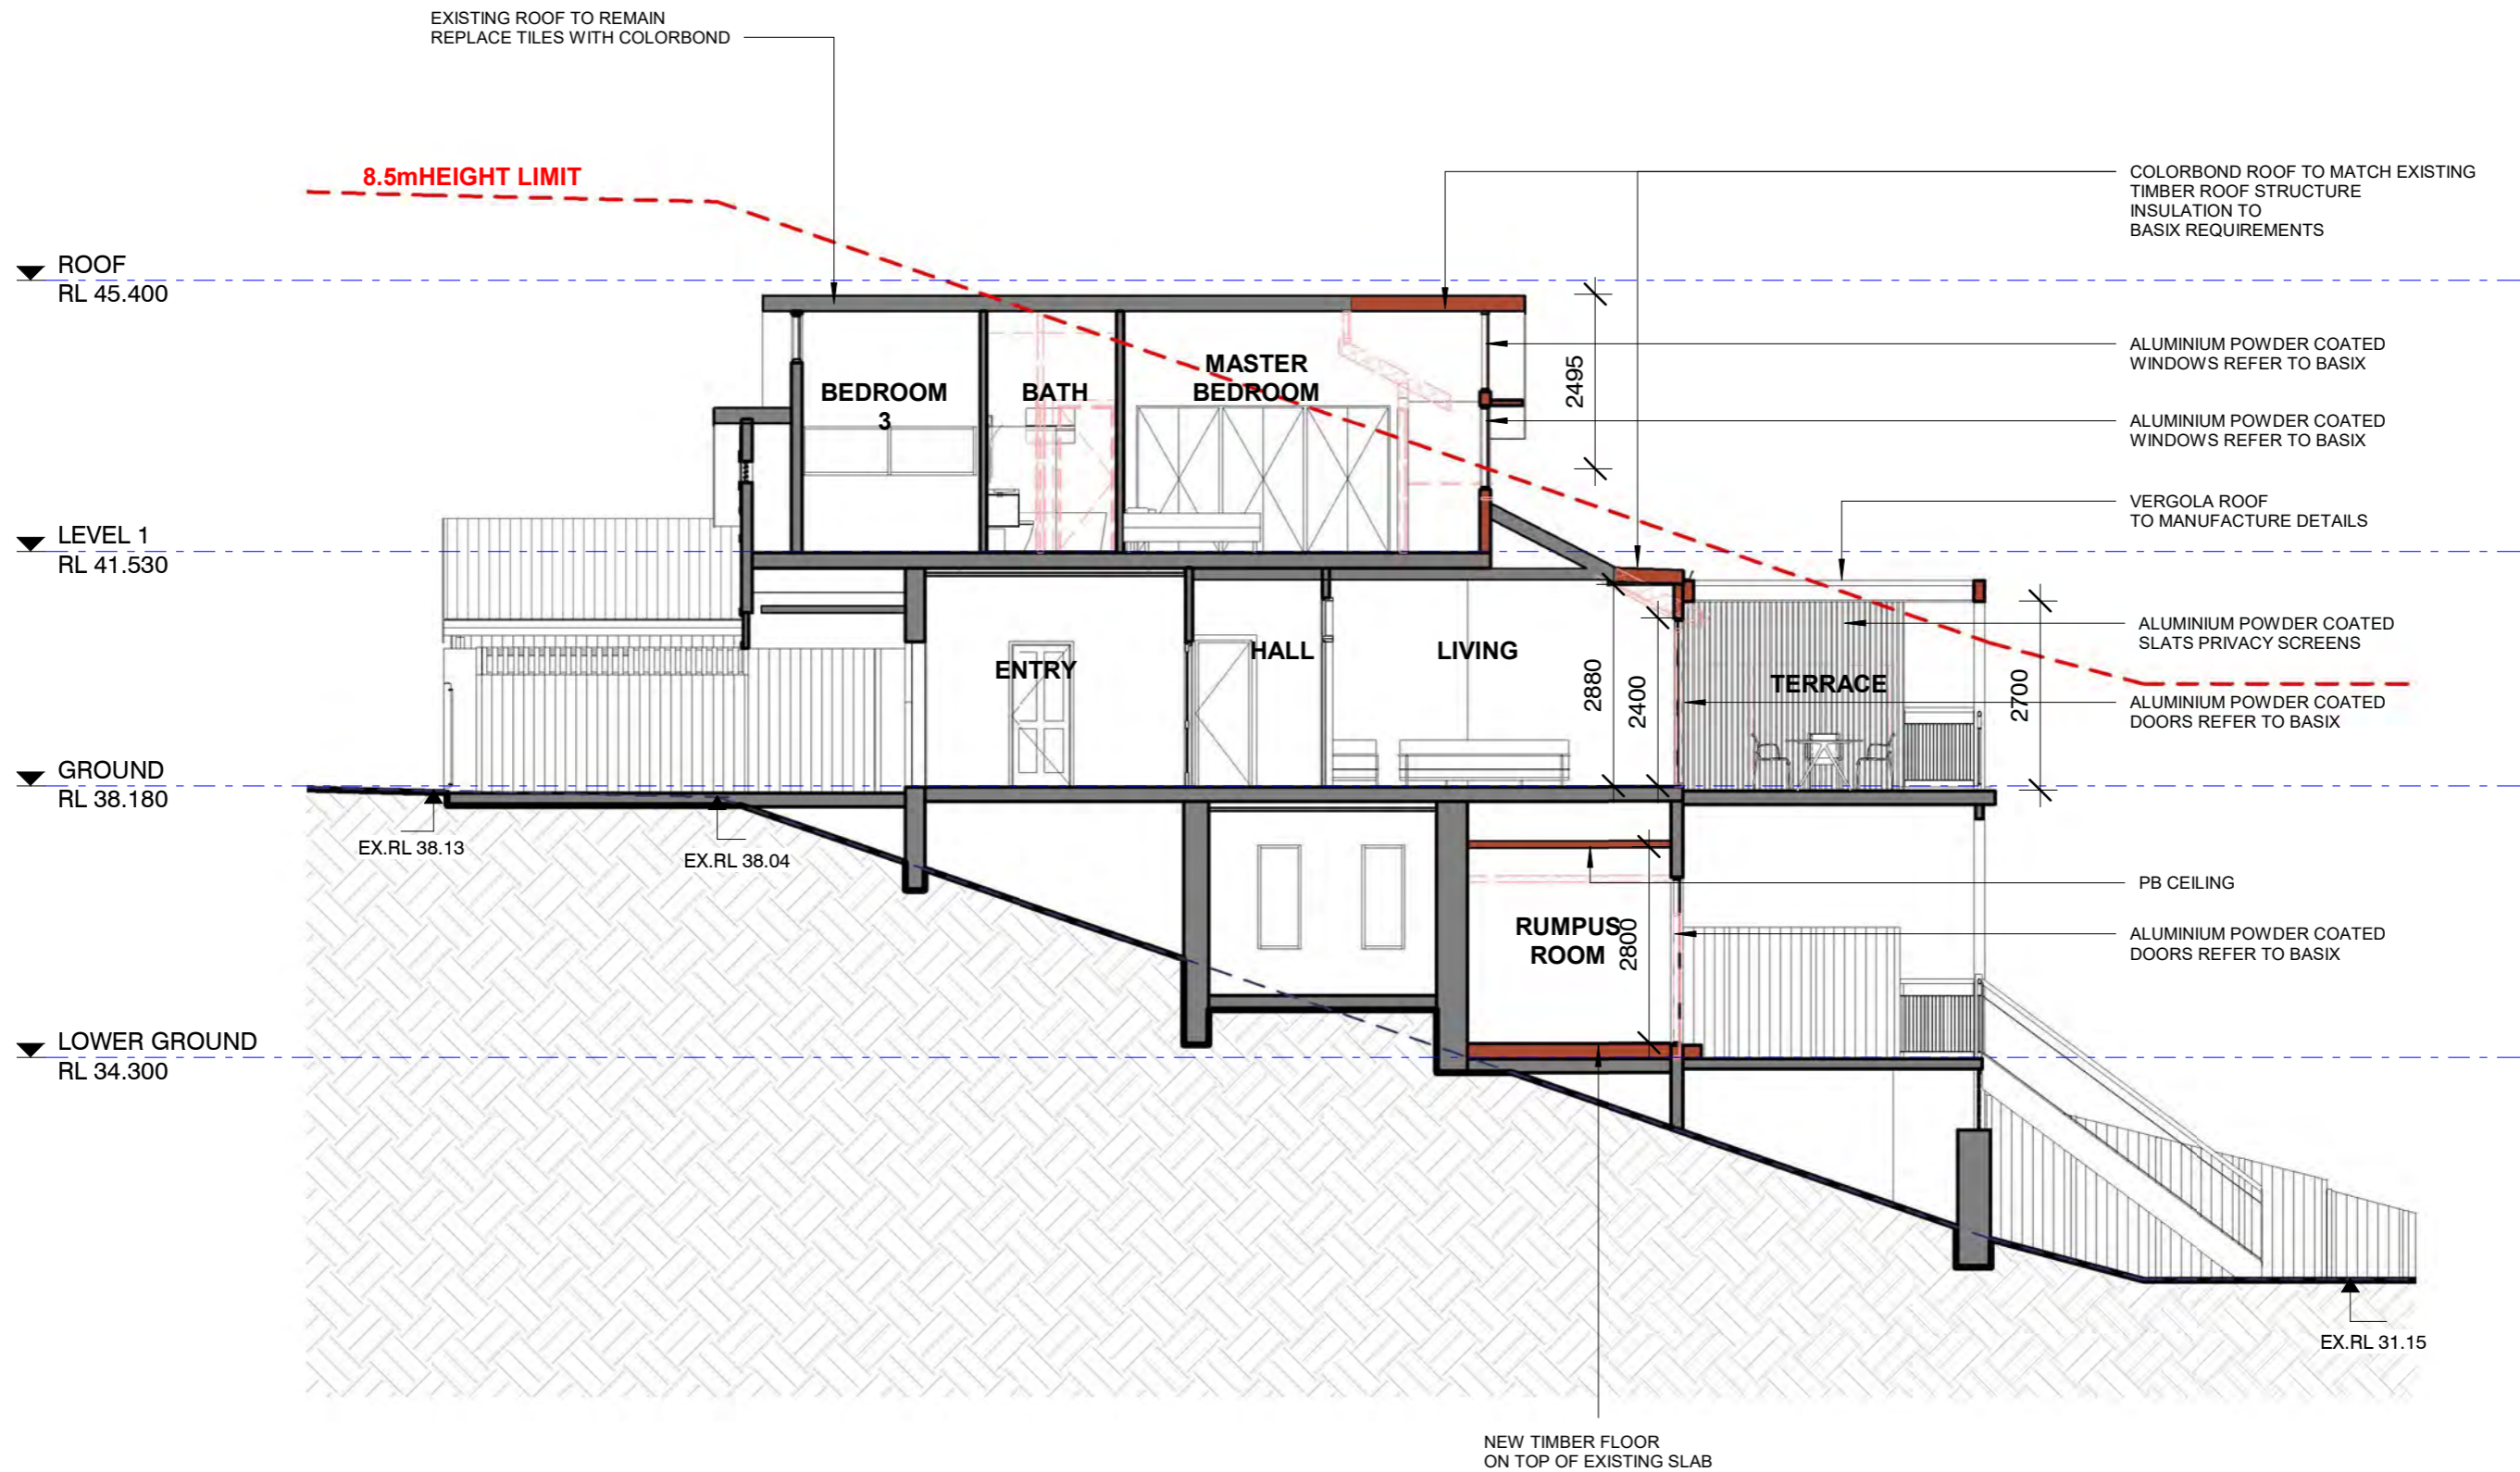 EXISTING ROOF TO REMAIN
REPLACE TILES WITH COLORBOND
8.5mHEIGHT LIMIT
COLORBOND ROOF TO MATCH EXISTING
TIMBER ROOF STRUCTURE
INSULATION TO
BASIX REQUIREMENTS
ROOF
RL 45.400
ALUMINIUM POWDER COATED
WINDOWS REFER TO BASIX
2495
MASTER
BEDROOM
BEDROOM
3
BATH
ALUMINIUM POWDER COATED
WINDOWS REFER TO BASIX
VERGOLA ROOF
TO MANUFACTURE DETAILS
LEVEL 1
RL 41.530
ALUMINIUM POWDER COATED
SLATS PRIVACY SCREENS
ENTRY
HALL
LIVING
2880
2400
TERRACE
2700
ALUMINIUM POWDER COATED
DOORS REFER TO BASIX
GROUND
RL 38.180
EX.RL 38.13
EX.RL 38.04
PB CEILING
RUMPUS
ROOM
2800
ALUMINIUM POWDER COATED
DOORS REFER TO BASIX
LOWER GROUND
RL 34.300
EX.RL 31.15
NEW TIMBER FLOOR
ON TOP OF EXISTING SLAB